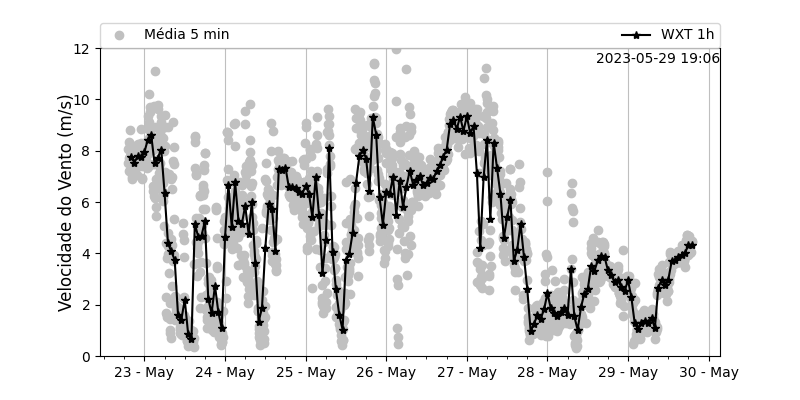 Média 5 min
WXT 1h
2023-05-29 19:06
Velocidade do Vento (m/s)
12
10
8
6
4
2
0
23 - May
24 - May
25 - May
26 - May
27 - May
28 - May
29 - May
30 - May